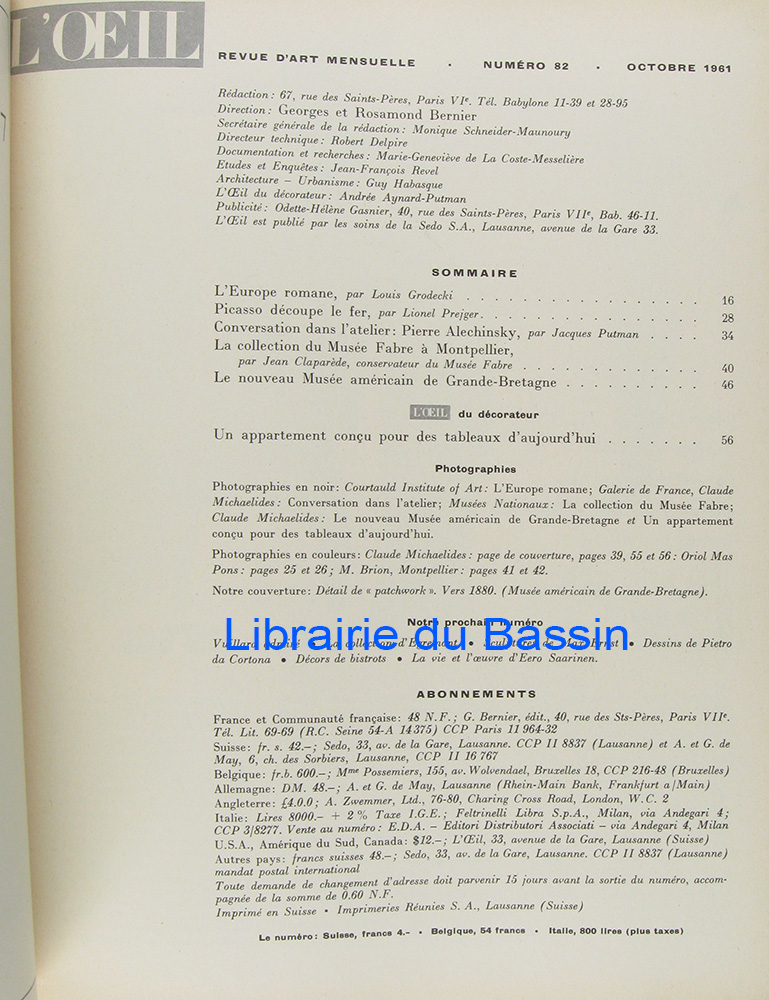 L'ŒIL
REVUE D'ART MENSUELLE · NUMÉRO 82 · OCTOBRE 1961
Rédaction: 67, rue des Saints-Pères, Paris VIe. Tél. Babylone 11-39 et 28-95
Direction: Georges et Rosamond Bernier
Secrétaire générale de la rédaction: Monique Schneider-Maunoury
Directeur technique: Robert Delpire
Documentation et recherches: Marie-Geneviève de La Coste-Messelière
Etudes et Enquêtes: Jean-François Revel
Architecture – Urbanisme: Guy Habasque
L'Œil du décorateur: Andrée Aynard-Putman
Publicité: Odette-Hélène Gasnier, 40, rue des Saints-Pères, Paris VIIe, Bab. 46-11.
L'Œil est publié par les soins de la Sedo S.A., Lausanne, avenue de la Gare 33.
SOMMAIRE
L'Europe romane, par Louis Grodecki . . . . . . . . . . . . . . . . . 16
Picasso découpe le fer, par Lionel Prejger. . . . . . . . . . . . . . . . 28
Conversation dans l'atelier: Pierre Alechinsky, par Jacques Putman . . . . 34
La collection du Musée Fabre à Montpellier,
par Jean Claparède, conservateur du Musée Fabre . . . . . . . . . . . . . 40
Le nouveau Musée américain de Grande-Bretagne . . . . . . . . . . 46
L'ŒIL du décorateur
Un appartement conçu pour des tableaux d'aujourd'hui . . . . . . . 56
Photographies
Photographies en noir: Courtauld Institute of Art: L'Europe romane; Galerie de France, Claude
Michaelides: Conversation dans l'atelier; Musées Nationaux: La collection du Musée Fabre;
Claude Michaelides: Le nouveau Musée américain de Grande-Bretagne et Un appartement
conçu pour des tableaux d'aujourd'hui.
Photographies en couleurs: Claude Michaelides: page de couverture, pages 39, 55 et 56: Oriol Mas
Pons: pages 25 et 26; M. Brion, Montpellier: pages 41 et 42.
Notre couverture: Détail de « patchwork ». Vers 1880. (Musée américain de Grande-Bretagne).
Notre prochain numéro
Librairie du Bassin
Vuillard • La collection d'Egremont • Sculptures de Max Ernst • Dessins de Pietro
da Cortona • Décors de bistrots • La vie et l'œuvre d'Eero Saarinen.
ABONNEMENTS
France et Communauté française: 48 N.F.; G. Bernier, édit., 40, rue des Sts-Pères, Paris VIIe.
Tél. Lit. 69-69 (R.C. Seine 54-A 14375) CCP Paris 11 964-32
Suisse: fr. s. 42.–; Sedo, 33, av. de la Gare, Lausanne. CCP II 8837 (Lausanne) et A. et G. de
May, 6, ch. des Sorbiers, Lausanne, CCP II 16 767
Belgique: fr.b. 600.–; Mme Possemiers, 155, av. Wolvendael, Bruxelles 18, CCP 216-48 (Bruxelles)
Allemagne: DM. 48.–; A. et G. de May, Lausanne (Rhein-Main Bank, Frankfurt a/Main)
Angleterre: £4.0.0; A. Zwemmer, Ltd., 76-80, Charing Cross Road, London, W. C. 2
Italie: Lires 8000.– + 2 % Taxe I.G.E.; Feltrinelli Libra S.p.A., Milan, via Andegari 4;
CCP 3/8277. Vente au numéro: E.D.A. – Editori Distributori Associati – via Andegari 4, Milan
U.S.A., Amérique du Sud, Canada: $12.–; L'Œil, 33, avenue de la Gare, Lausanne (Suisse)
Autres pays: francs suisses 48.–; Sedo, 33, av. de la Gare, Lausanne. CCP II 8837 (Lausanne)
mandat postal international
Toute demande de changement d'adresse doit parvenir 15 jours avant la sortie du numéro, accom-
pagnée de la somme de 0.60 N.F.
Imprimé en Suisse • Imprimeries Réunies S. A., Lausanne (Suisse)
Le numéro: Suisse, france 4.- • Belgique, 54 francs • Italie, 800 lires (plus taxes)